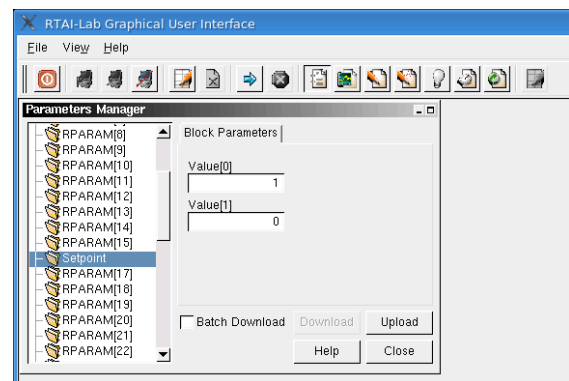 RTAI-Lab Graphical User Interface
File View Help
Parameters Manager
RPARAM[8]
RPARAM[9]
RPARAM[10]
RPARAM[11]
RPARAM[12]
RPARAM[13]
RPARAM[14]
RPARAM[15]
Setpoint
RPARAM[17]
RPARAM[18]
RPARAM[19]
RPARAM[20]
RPARAM[21]
RPARAM[22]
Block Parameters
Value[0]
1
Value[1]
0
Batch Download Download Upload
Help Close